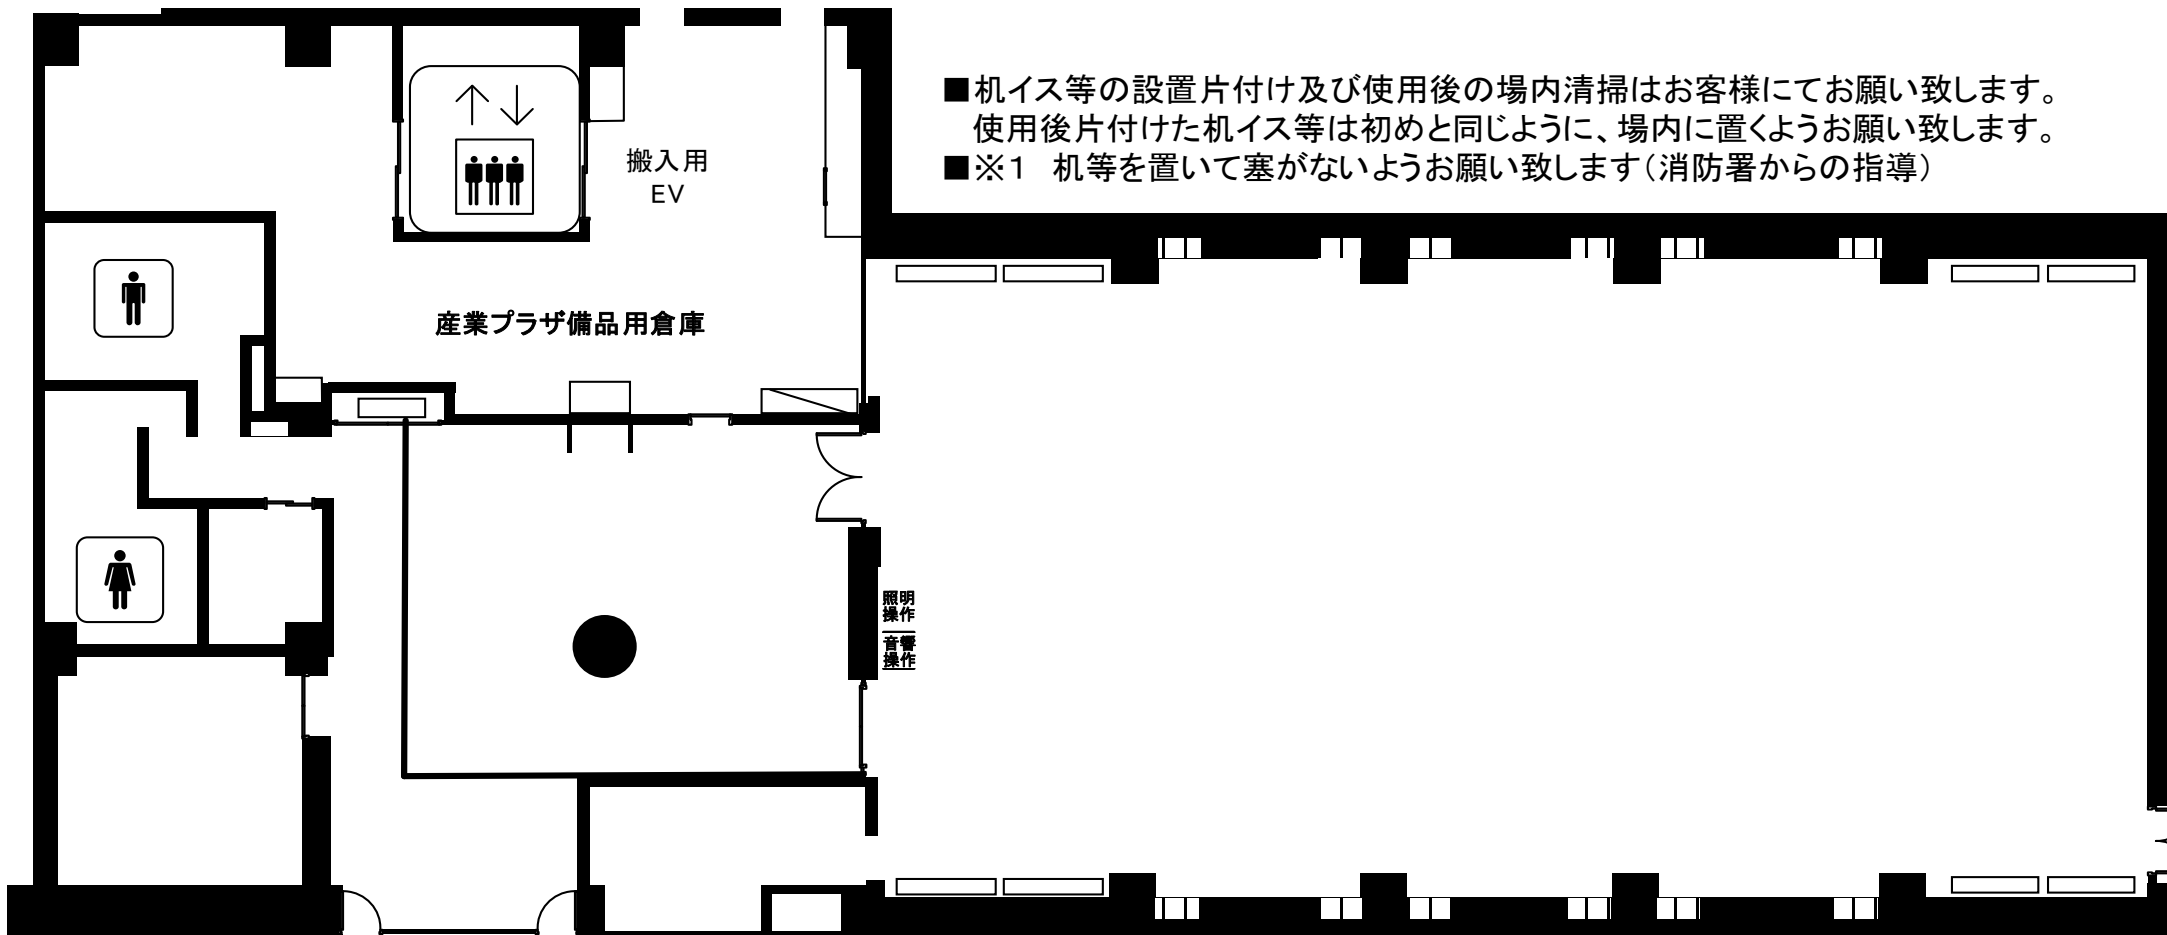 ■机イス等の設置片付け及び使用後の場内清掃はお客様にてお願い致します。
使用後片付けた机イス等は初めと同じように、場内に置くようお願い致します。
■※1　机等を置いて塞がないようお願い致します（消防署からの指導）
搬入用
EV
産業プラザ備品用倉庫
照明
操作
音響
操作